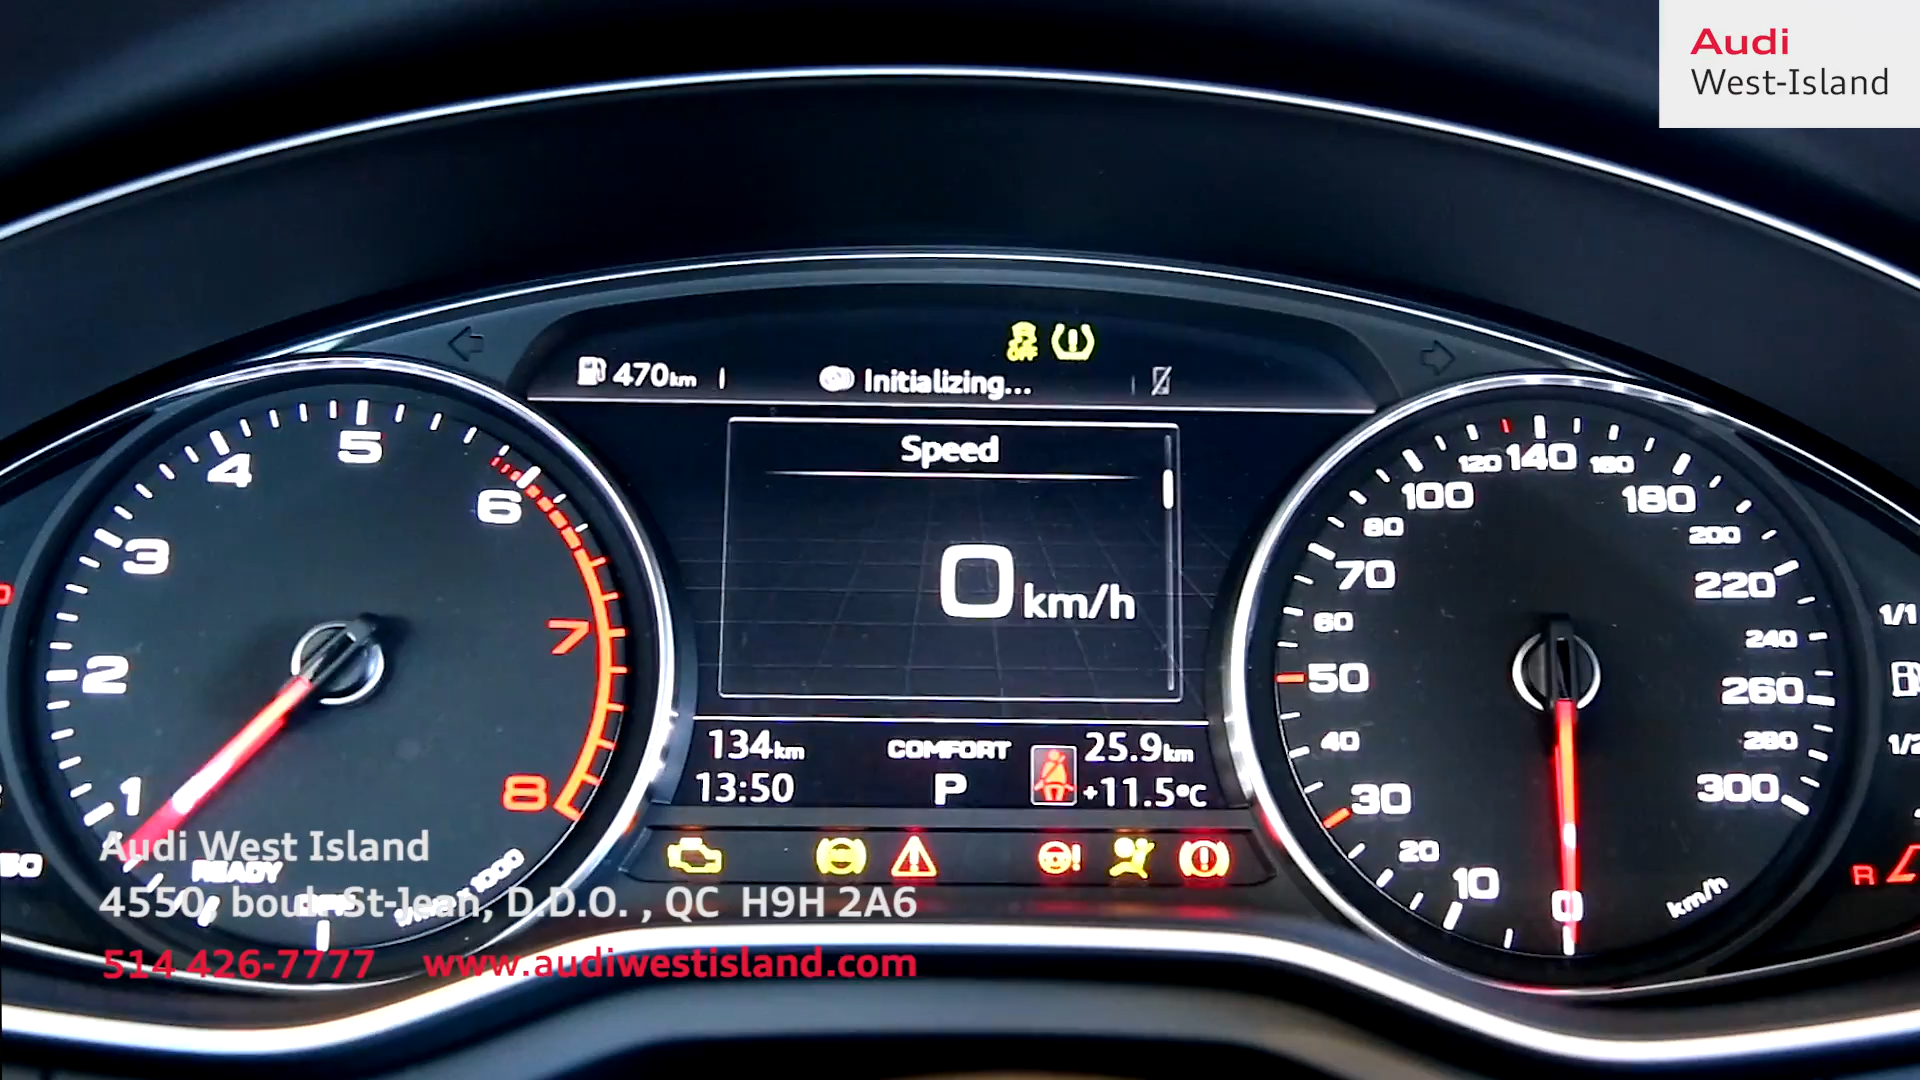 Audi
West-Island
OFF
470km
Initializing...
Speed
0 km/h
1
2
3
4
5
6
7
8
READY
10
20
30
40
50
60
70
80
100
120
140
160
180
200
220
240
260
280
300
km/h
0
1/1
1/2
R
134km
COMFORT
25.9km
13:50
P
+11.5°C
Audi West Island
4550, boul. St-Jean, D.D.O. , QC H9H 2A6
514 426-7777 www.audiwestisland.com